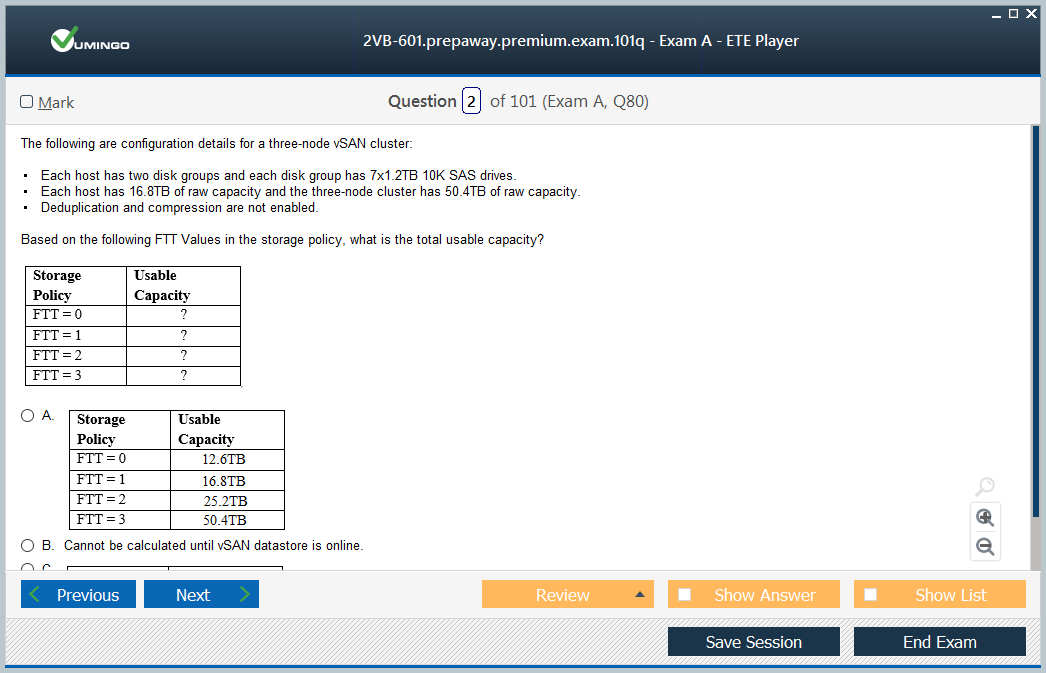 VUMINGO
2VB-601.prepaway.premium.exam.101q - Exam A - ETE Player
Mark
Question 2 of 101 (Exam A, Q80)
The following are configuration details for a three-node vSAN cluster:
▪ Each host has two disk groups and each disk group has 7x1.2TB 10K SAS drives.
▪ Each host has 16.8TB of raw capacity and the three-node cluster has 50.4TB of raw capacity.
▪ Deduplication and compression are not enabled.
Based on the following FTT Values in the storage policy, what is the total usable capacity?
Storage Policy Usable Capacity
FTT = 0 ?
FTT = 1 ?
FTT = 2 ?
FTT = 3 ?
A.
Storage Policy Usable Capacity
FTT = 0 12.6TB
FTT = 1 16.8TB
FTT = 2 25.2TB
FTT = 3 50.4TB
B. Cannot be calculated until vSAN datastore is online.
C.
Previous Next Review Show Answer Show List
Save Session End Exam